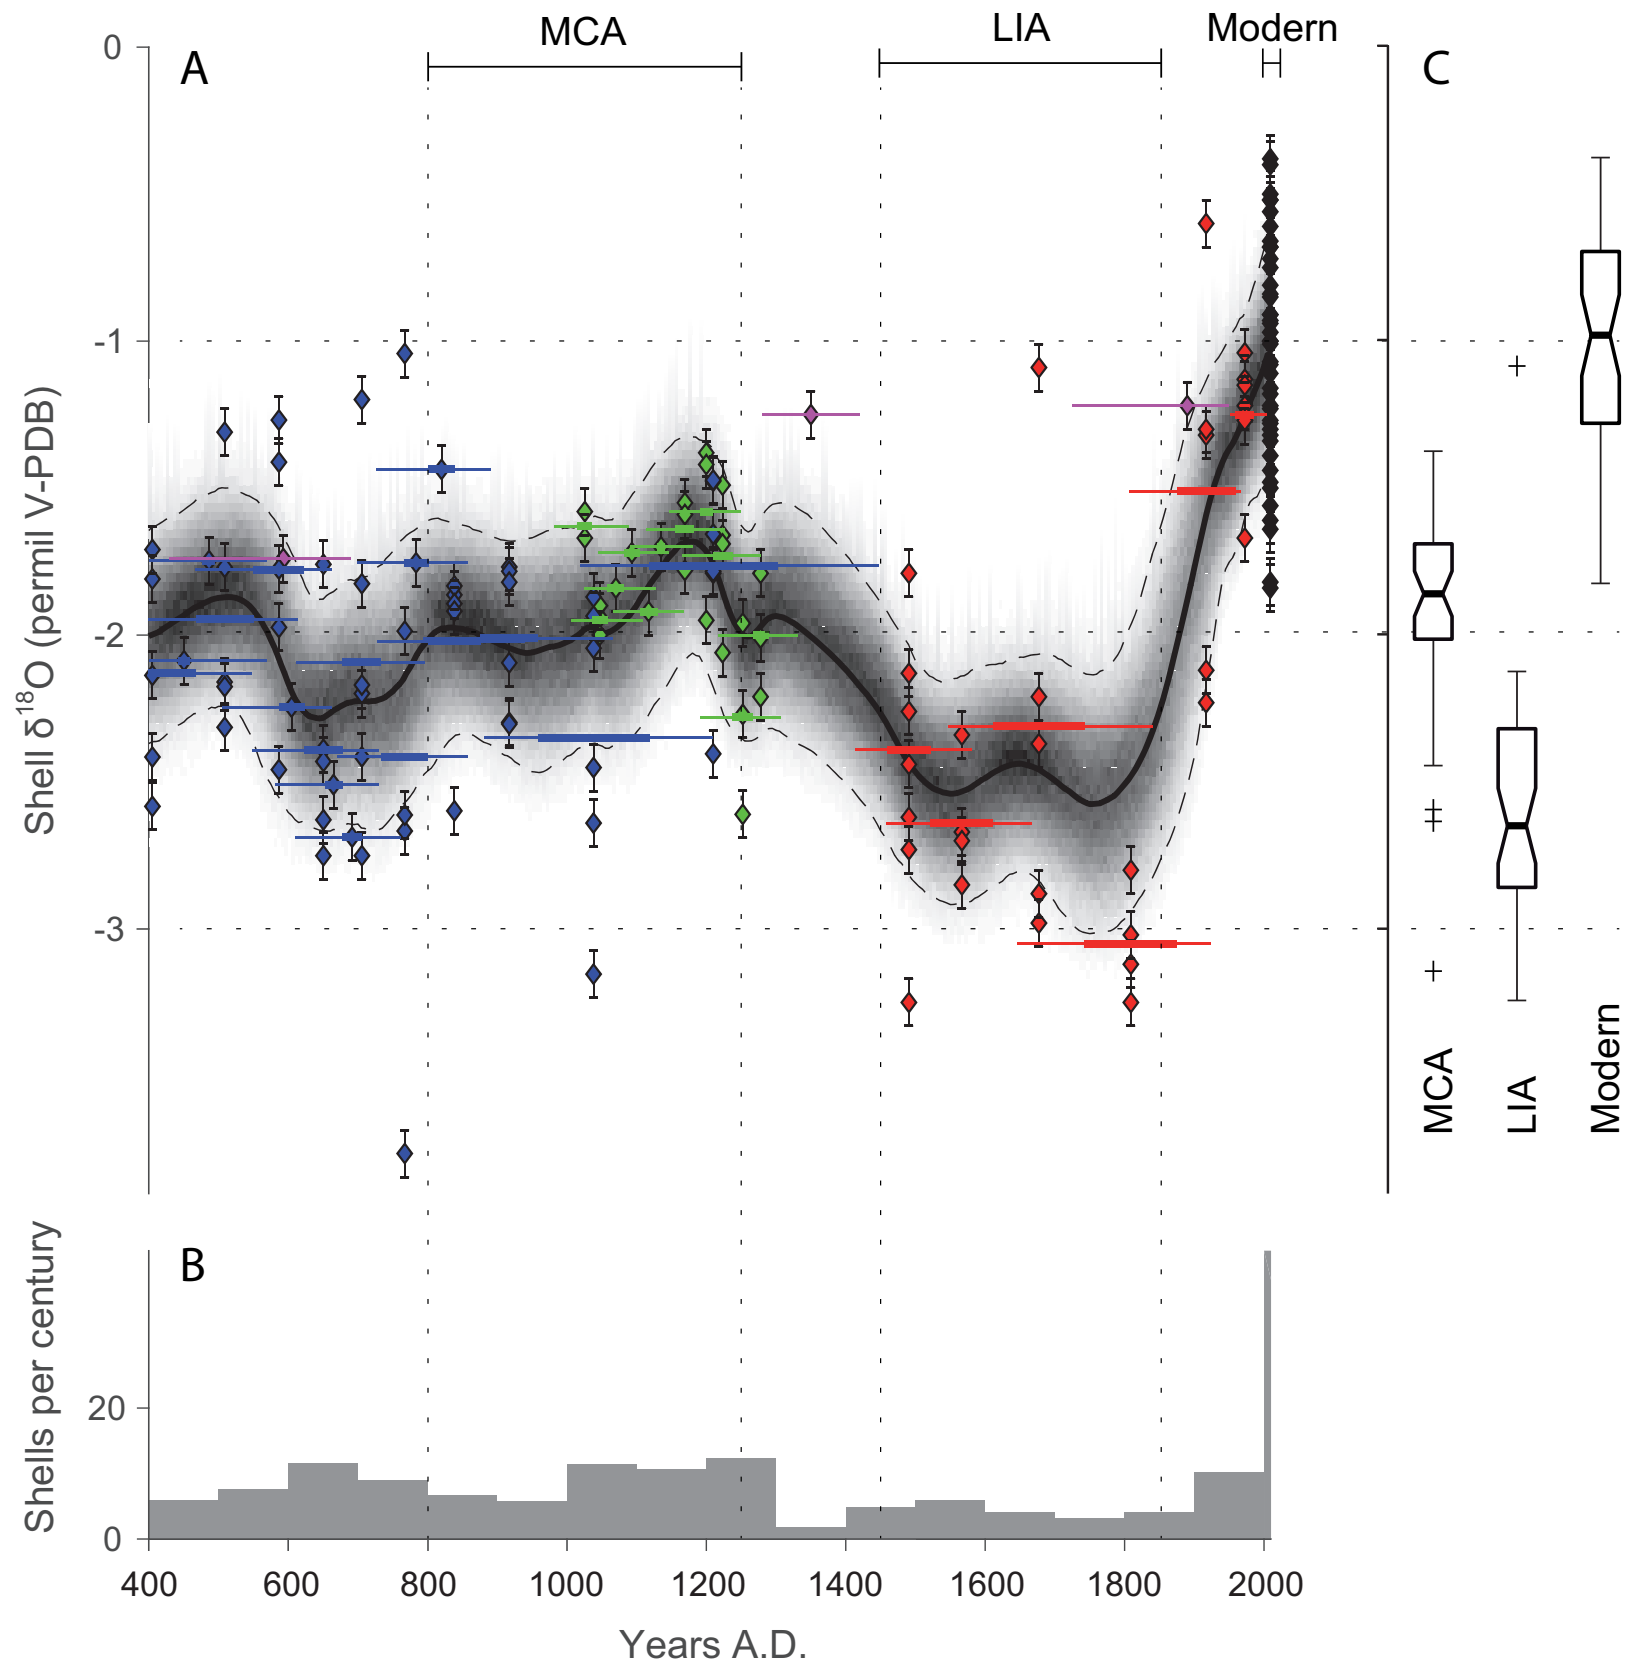 MCA
LIA
Modern
A
C
0
-1
-2
-3
Shell δ¹⁸O (permil V-PDB)
MCA
LIA
Modern
B
Shells per century
20
0
400 600 800 1000 1200 1400 1600 1800 2000
Years A.D.